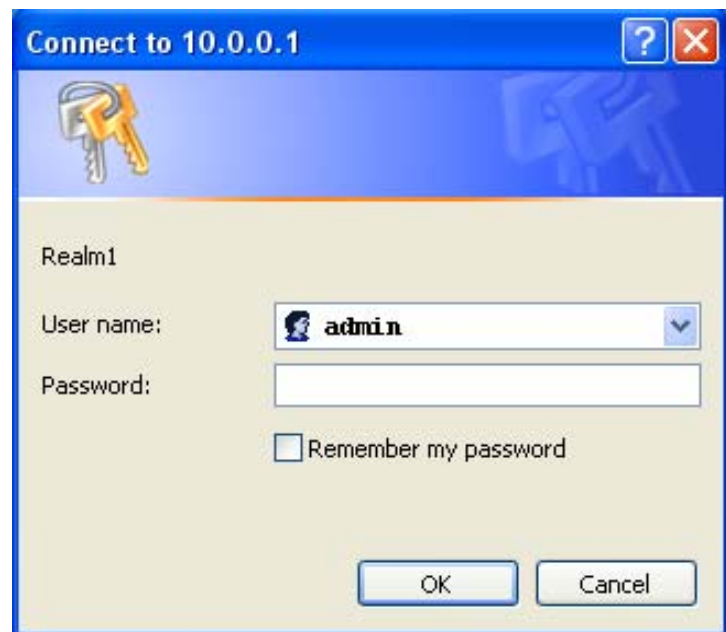 Connect to 10.0.0.1
Realm1
User name: admin
Password:
Remember my password
OK Cancel